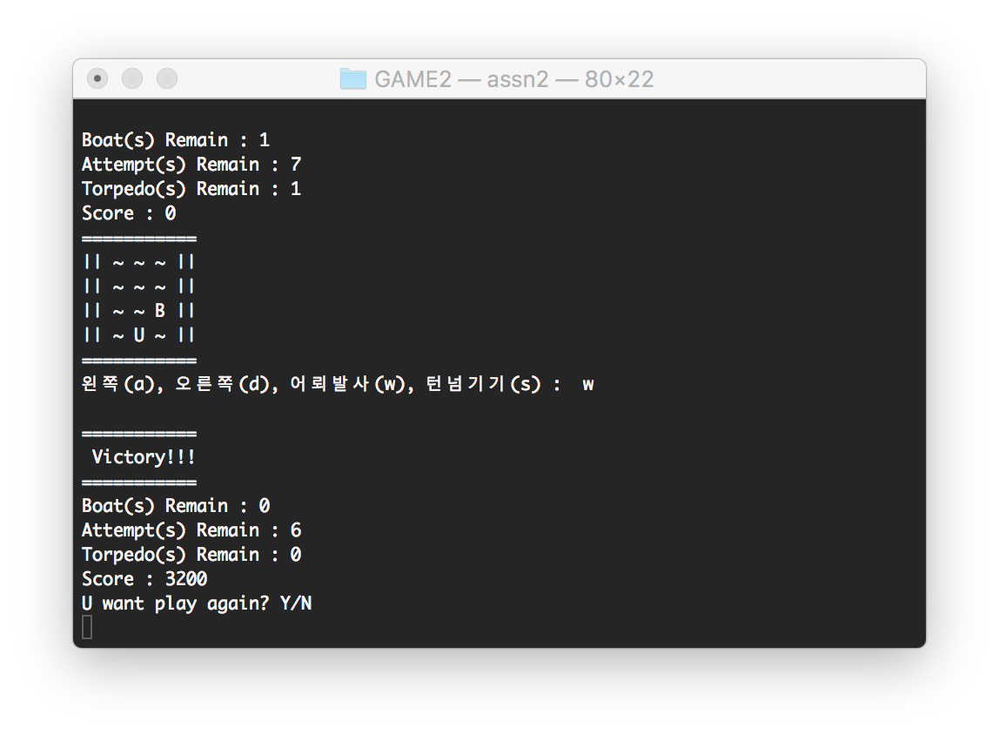 GAME2 — assn2 — 80×22
Boat(s) Remain : 1
Attempt(s) Remain : 7
Torpedo(s) Remain : 1
Score : 0
===========
|| ~ ~ ~ ||
|| ~ ~ ~ ||
|| ~ ~ B ||
|| ~ U ~ ||
===========
왼쪽(a), 오른쪽(d), 어뢰발사(w), 턴넘기기(s) :  w
===========
 Victory!!!
===========
Boat(s) Remain : 0
Attempt(s) Remain : 6
Torpedo(s) Remain : 0
Score : 3200
U want play again? Y/N